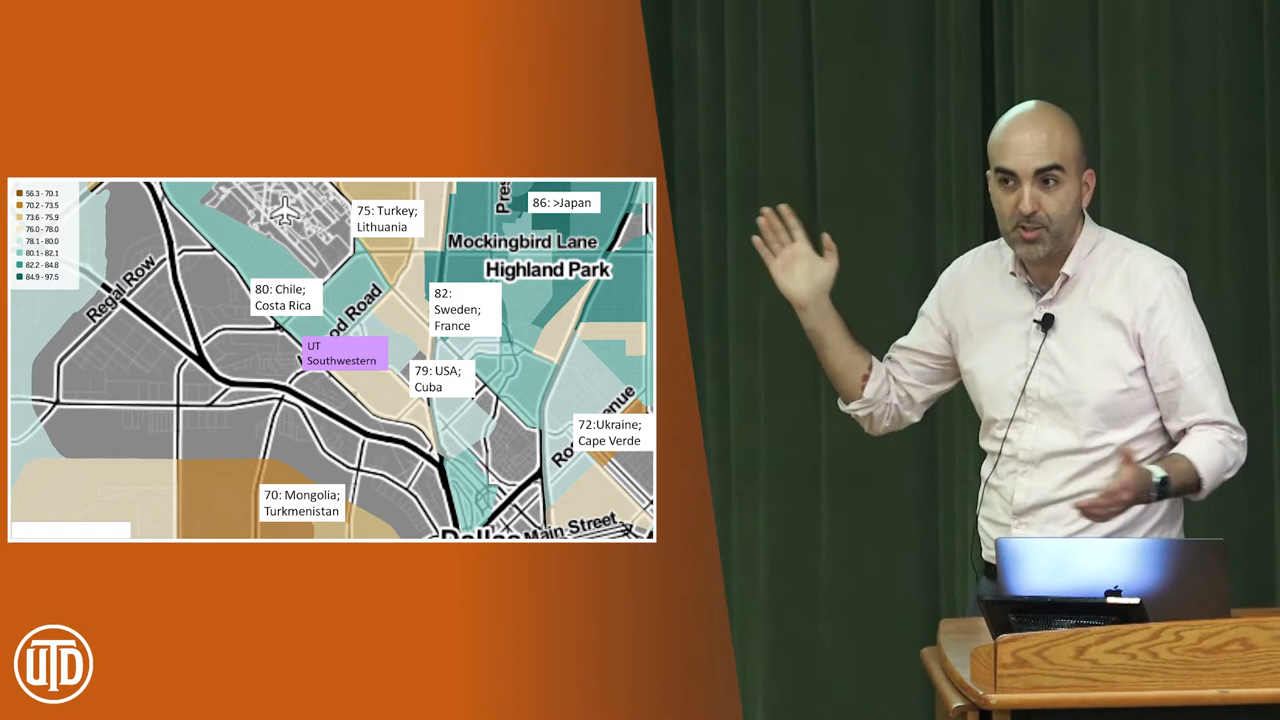 56.3 - 70.1
70.2 - 73.5
73.6 - 75.9
76.0 - 78.0
78.1 - 80.0
80.1 - 82.1
82.2 - 84.8
84.9 - 97.5
Regal Row
75: Turkey;
Lithuania
86: >Japan
Mockingbird Lane
Highland Park
80: Chile;
Costa Rica
Road
82:
Sweden;
France
UT
Southwestern
79: USA;
Cuba
72:Ukraine;
Cape Verde
70: Mongolia;
Turkmenistan
Dallas
Main Street
UTD